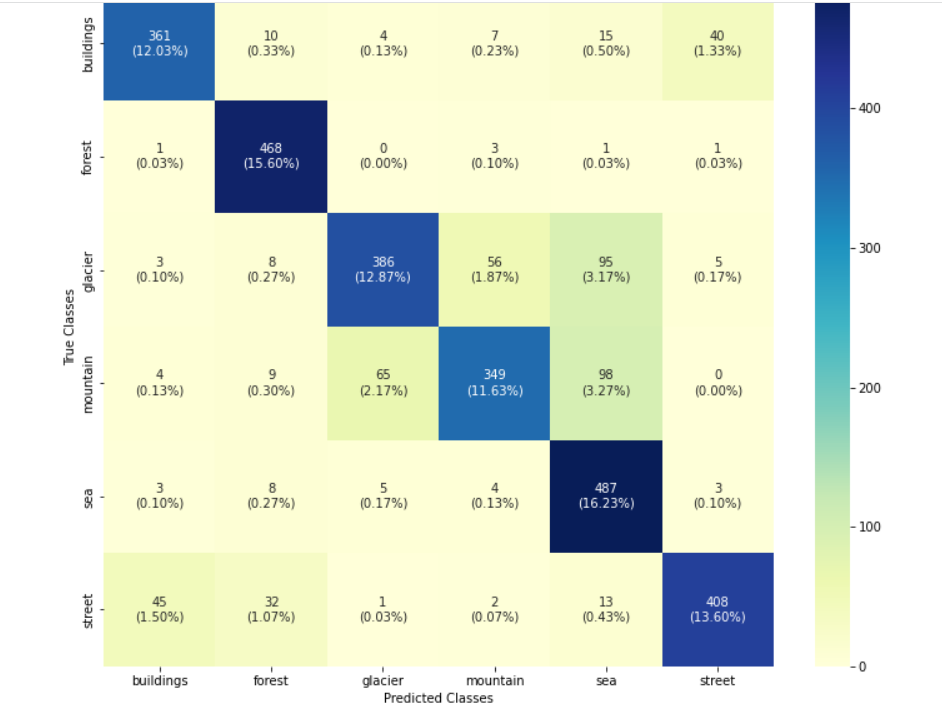 buildings
361 10 4 7 15 40
(12.03%) (0.33%) (0.13%) (0.23%) (0.50%) (1.33%)
forest
1 468 0 3 1 1
(0.03%) (15.60%) (0.00%) (0.10%) (0.03%) (0.03%)
glacier
3 8 386 56 95 5
(0.10%) (0.27%) (12.87%) (1.87%) (3.17%) (0.17%)
True Classes
mountain
4 9 65 349 98 0
(0.13%) (0.30%) (2.17%) (11.63%) (3.27%) (0.00%)
sea
3 8 5 4 487 3
(0.10%) (0.27%) (0.17%) (0.13%) (16.23%) (0.10%)
street
45 32 1 2 13 408
(1.50%) (1.07%) (0.03%) (0.07%) (0.43%) (13.60%)
buildings forest glacier mountain sea street
Predicted Classes
400
300
200
100
0